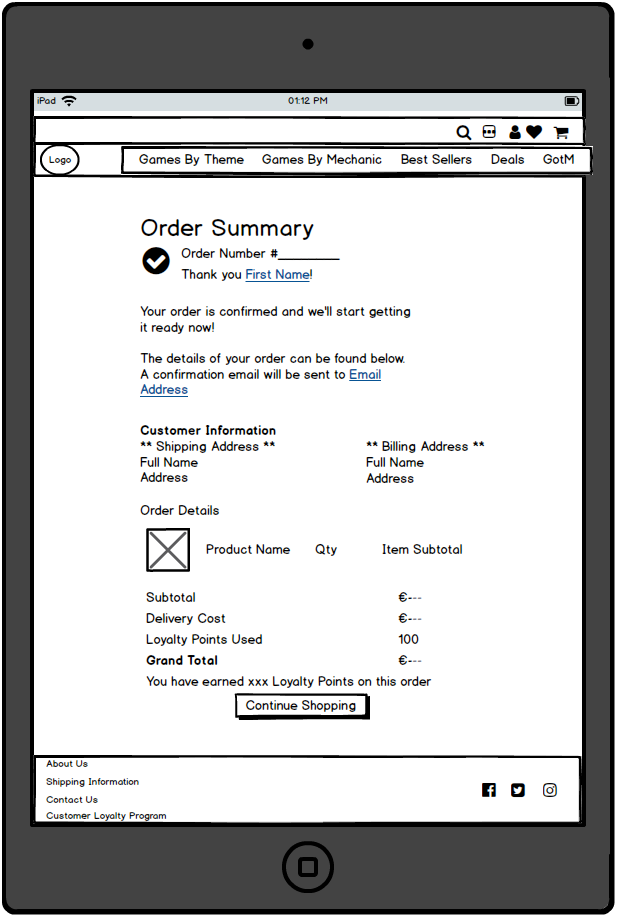 iPad 01:12 PM
Logo
Games By Theme Games By Mechanic Best Sellers Deals GotM
Order Summary
Order Number #_________
Thank you First Name!
Your order is confirmed and we'll start getting
it ready now!
The details of your order can be found below.
A confirmation email will be sent to Email
Address
Customer Information
** Shipping Address ** ** Billing Address **
Full Name Full Name
Address Address
Order Details
Product Name Qty Item Subtotal
Subtotal €---
Delivery Cost €---
Loyalty Points Used 100
Grand Total €---
You have earned xxx Loyalty Points on this order
Continue Shopping
About Us
Shipping Information
Contact Us
Customer Loyalty Program